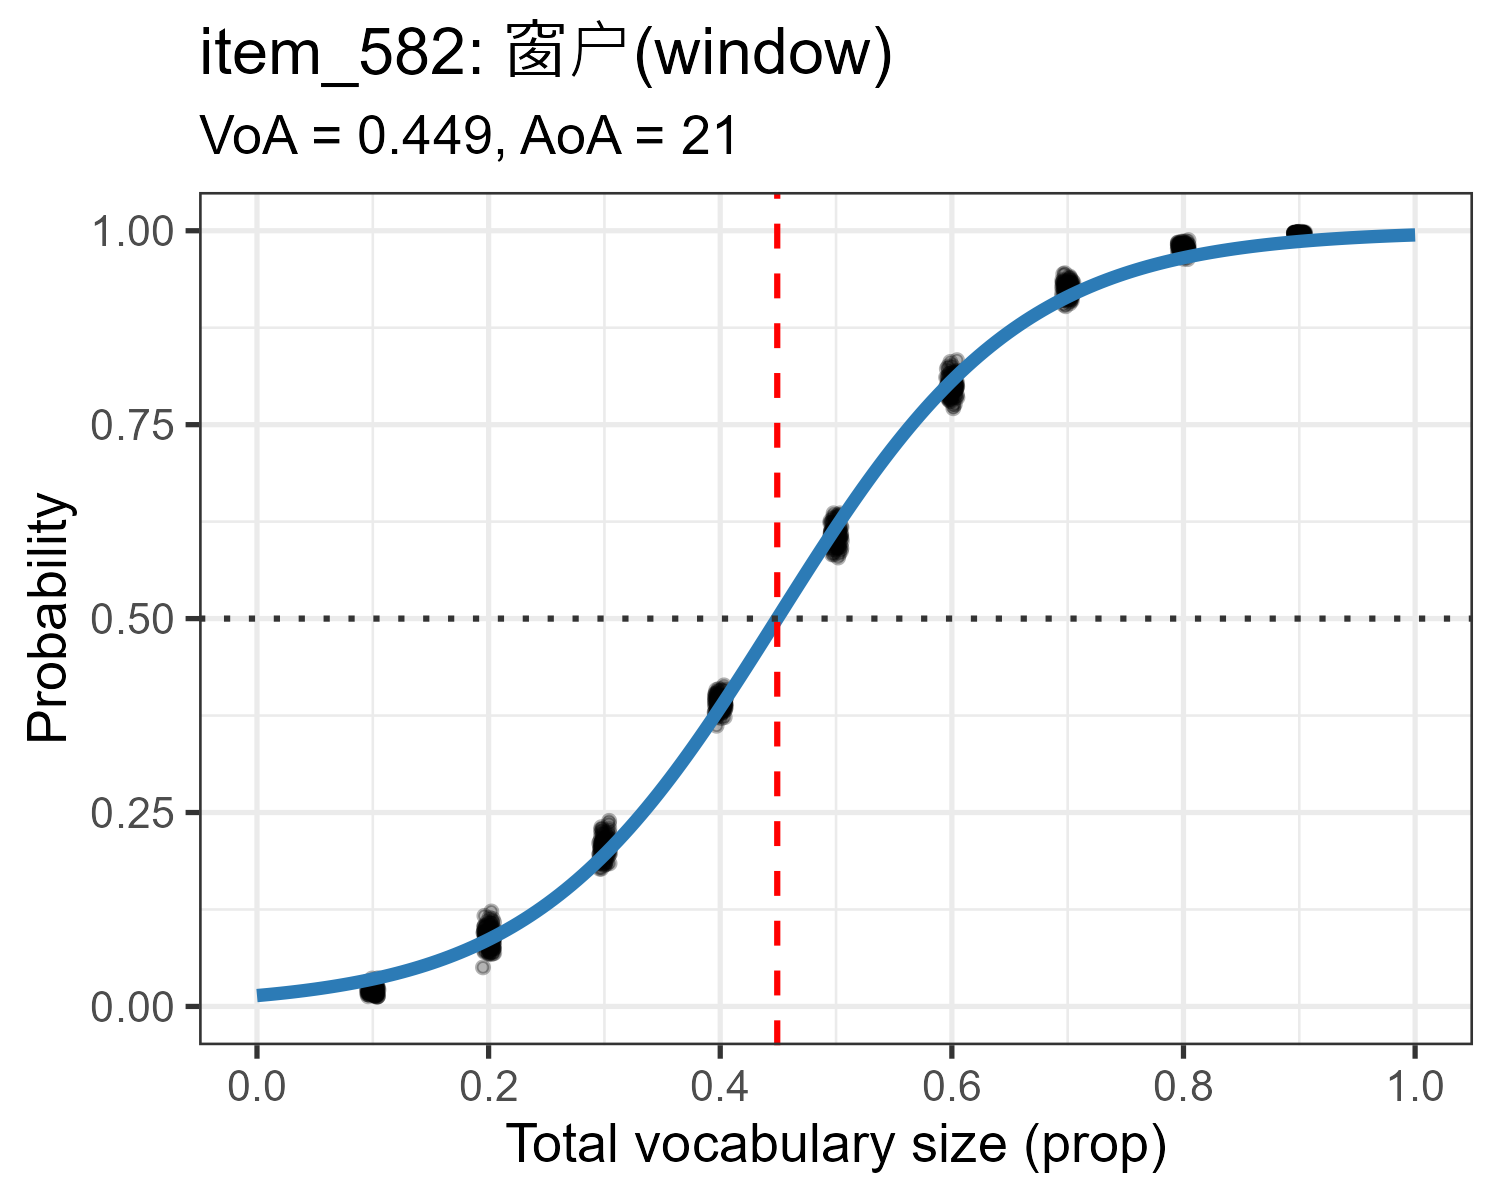 item_582: 窗户(window)
VoA = 0.449, AoA = 21
1.00
0.75
0.50
0.25
0.00
Probability
0.0 0.2 0.4 0.6 0.8 1.0
Total vocabulary size (prop)